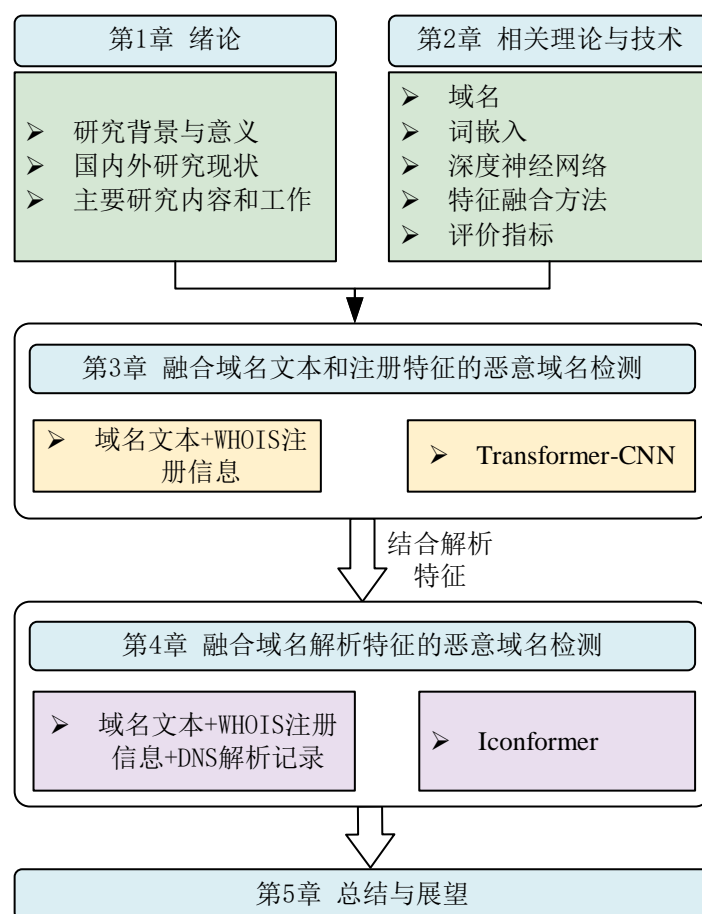 第1章 绪论
➢ 研究背景与意义
➢ 国内外研究现状
➢ 主要研究内容和工作
第2章 相关理论与技术
➢ 域名
➢ 词嵌入
➢ 深度神经网络
➢ 特征融合方法
➢ 评价指标
第3章 融合域名文本和注册特征的恶意域名检测
➢ 域名文本+WHOIS注
册信息
➢ Transformer-CNN
结合解析
特征
第4章 融合域名解析特征的恶意域名检测
➢ 域名文本+WHOIS注册
信息+DNS解析记录
➢ Iconformer
第5章 总结与展望